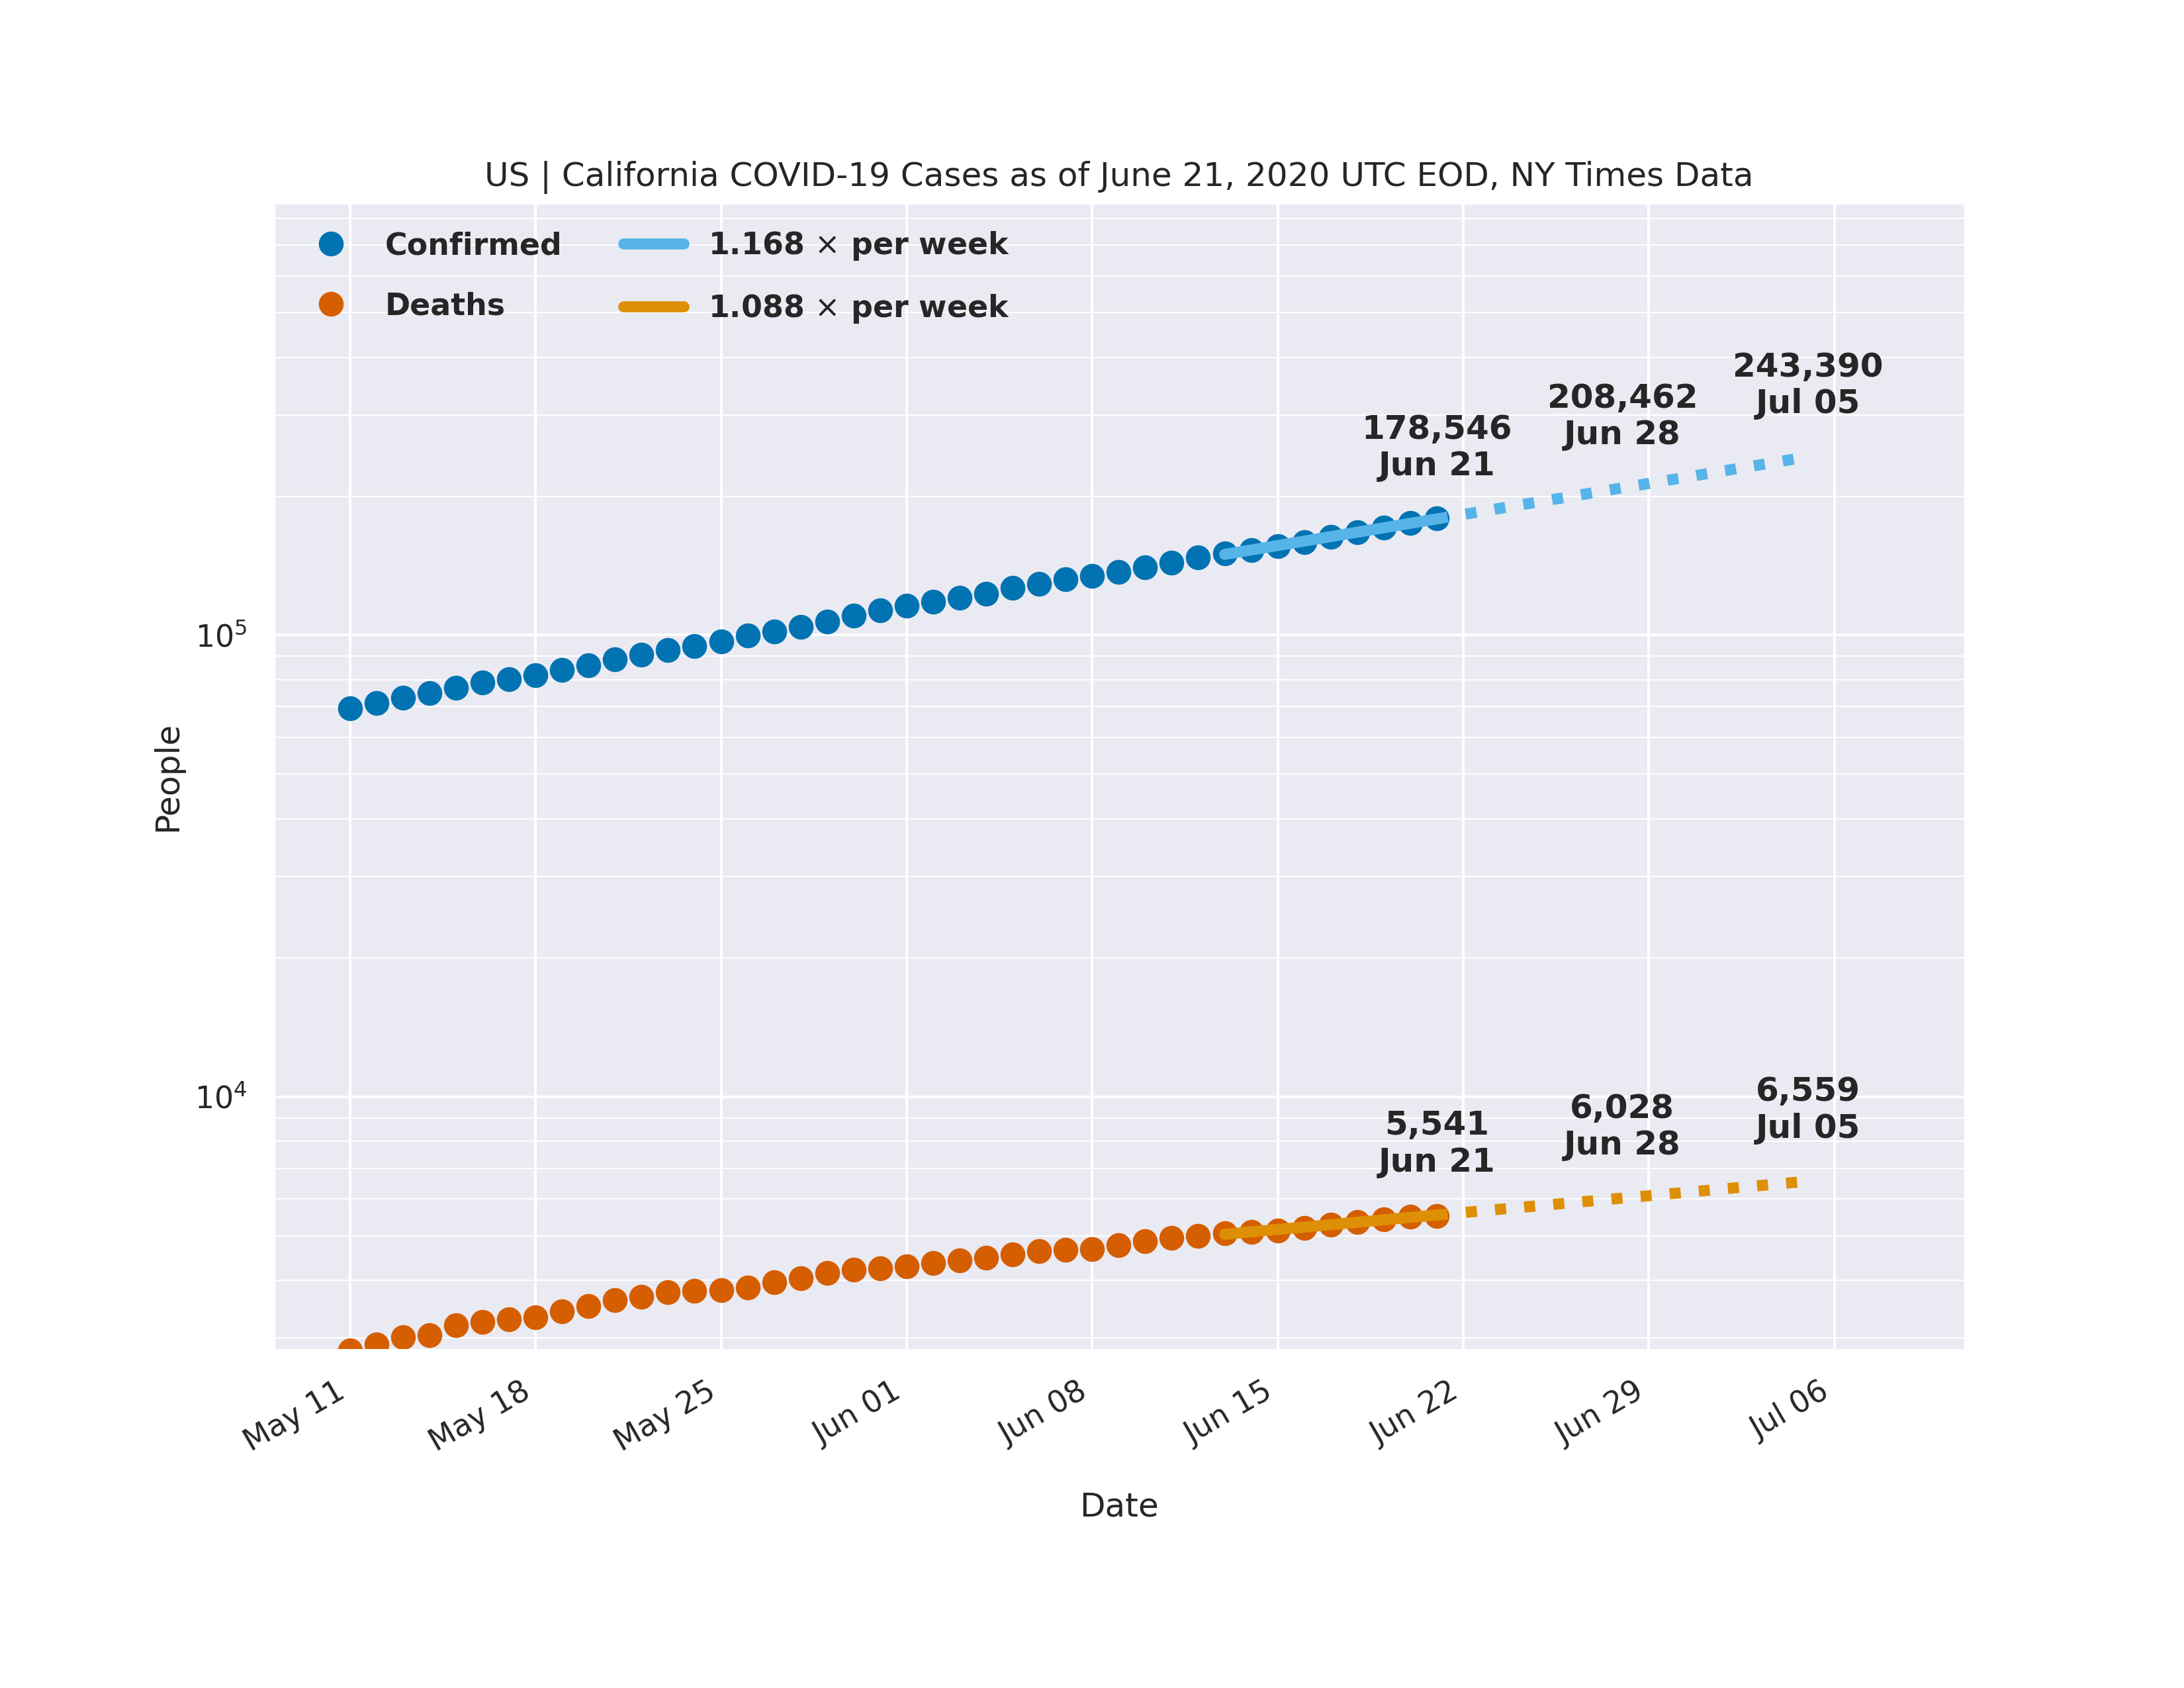 US | California COVID-19 Cases as of June 21, 2020 UTC EOD, NY Times Data
Confirmed
Deaths
1.168 × per week
1.088 × per week
243,390
Jul 05
208,462
Jun 28
178,546
Jun 21
10⁵
People
10⁴
6,559
Jul 05
6,028
Jun 28
5,541
Jun 21
May 11
May 18
May 25
Jun 01
Jun 08
Jun 15
Jun 22
Jun 29
Jul 06
Date